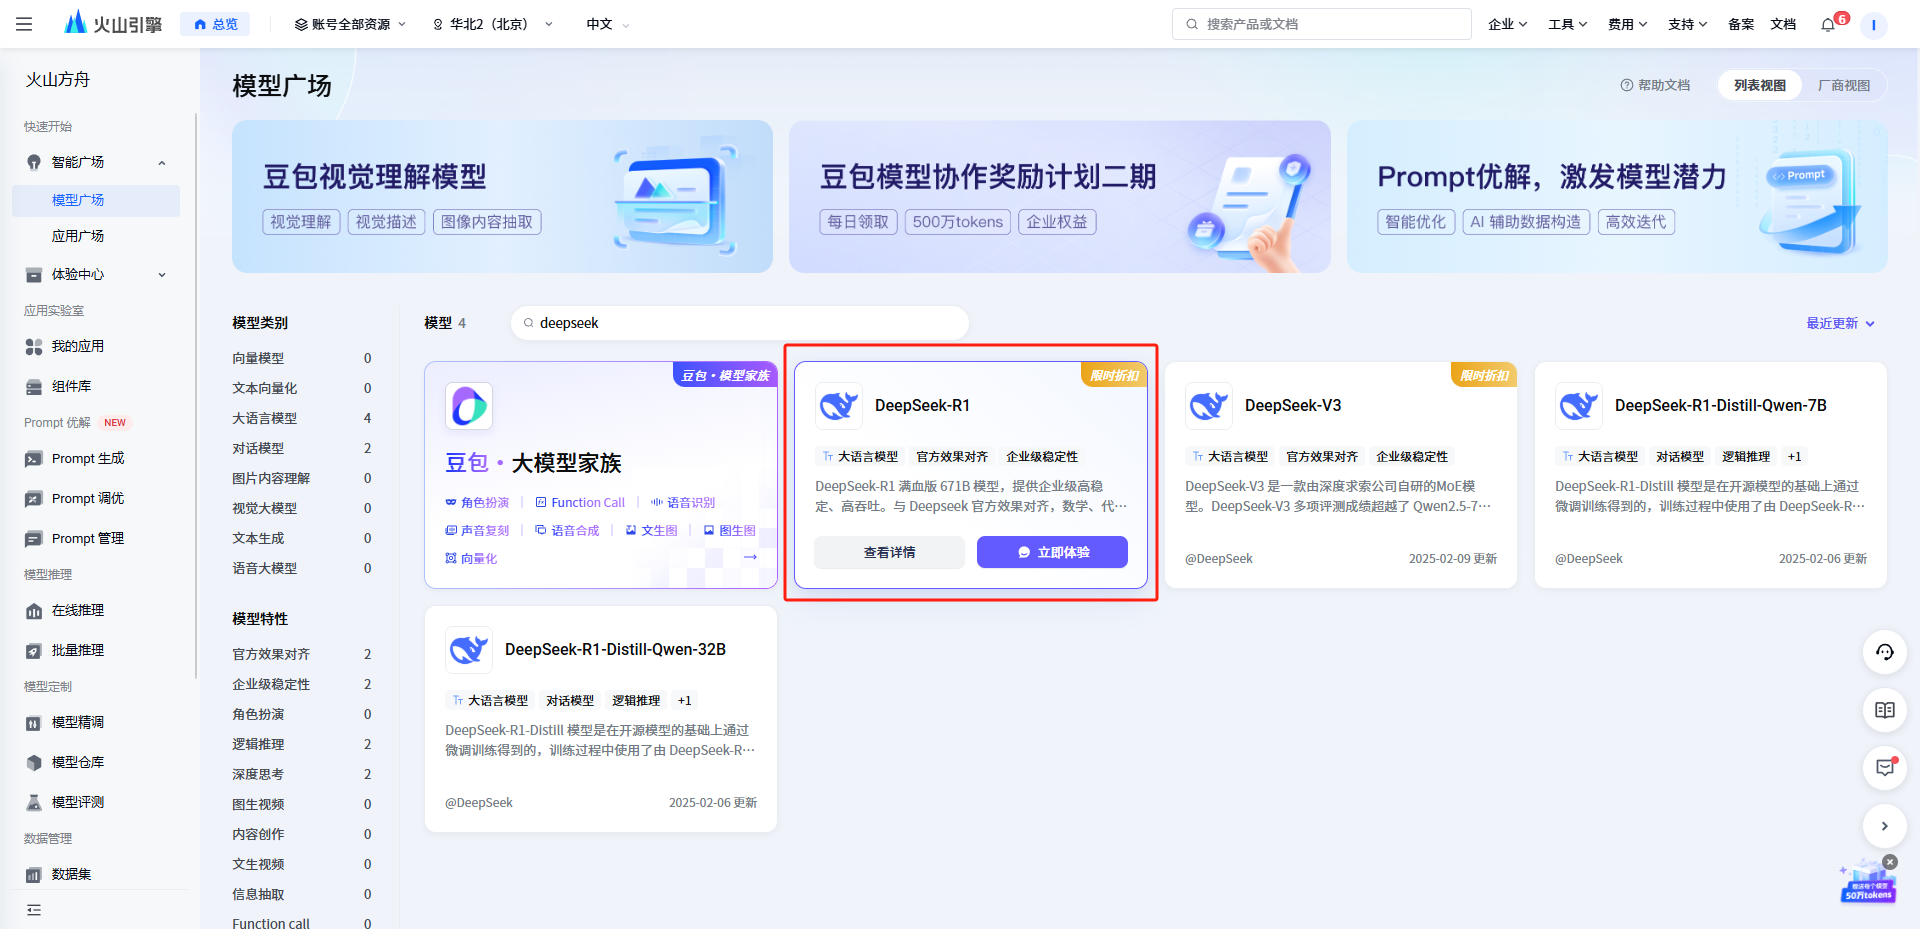 火山引擎
总览
账号全部资源
华北2（北京）
中文
搜索产品或文档
企业
工具
费用
支持
备案
文档
6
I
火山方舟
快速开始
智能广场
模型广场
应用广场
体验中心
应用实验室
我的应用
组件库
Prompt 优解 NEW
Prompt 生成
Prompt 调优
Prompt 管理
模型推理
在线推理
批量推理
模型定制
模型精调
模型仓库
模型评测
数据管理
数据集
模型广场
帮助文档
列表视图
厂商视图
豆包视觉理解模型
视觉理解 视觉描述 图像内容抽取
豆包模型协作奖励计划二期
每日领取 500万tokens 企业权益
Prompt优解，激发模型潜力
智能优化 AI 辅助数据构造 高效迭代
Prompt
模型类别
向量模型 0
文本向量化 0
大语言模型 4
对话模型 2
图片内容理解 0
视觉大模型 0
文本生成 0
语音大模型 0
模型特性
官方效果对齐 2
企业级稳定性 2
角色扮演 0
逻辑推理 2
深度思考 2
图生视频 0
内容创作 0
文生视频 0
信息抽取 0
Function call 0
模型 4
deepseek
最近更新
豆包・模型家族
豆包・大模型家族
角色扮演 Function Call 语音识别
声音复刻 语音合成 文生图 图生图
向量化
限时折扣
DeepSeek-R1
大语言模型 官方效果对齐 企业级稳定性
DeepSeek-R1 满血版 671B 模型，提供企业级高稳
定、高吞吐。与 Deepseek 官方效果对齐，数学、代…
查看详情
立即体验
限时折扣
DeepSeek-V3
大语言模型 官方效果对齐 企业级稳定性
DeepSeek-V3 是一款由深度求索公司自研的MoE模
型。DeepSeek-V3 多项评测成绩超越了 Qwen2.5-7…
@DeepSeek
2025-02-09 更新
DeepSeek-R1-Distill-Qwen-7B
大语言模型 对话模型 逻辑推理 +1
DeepSeek-R1-Distill 模型是在开源模型的基础上通过
微调训练得到的，训练过程中使用了由 DeepSeek-R…
@DeepSeek
2025-02-06 更新
DeepSeek-R1-Distill-Qwen-32B
大语言模型 对话模型 逻辑推理 +1
DeepSeek-R1-Distill 模型是在开源模型的基础上通过
微调训练得到的，训练过程中使用了由 DeepSeek-R…
@DeepSeek
2025-02-06 更新
赠送每个模型
50万tokens